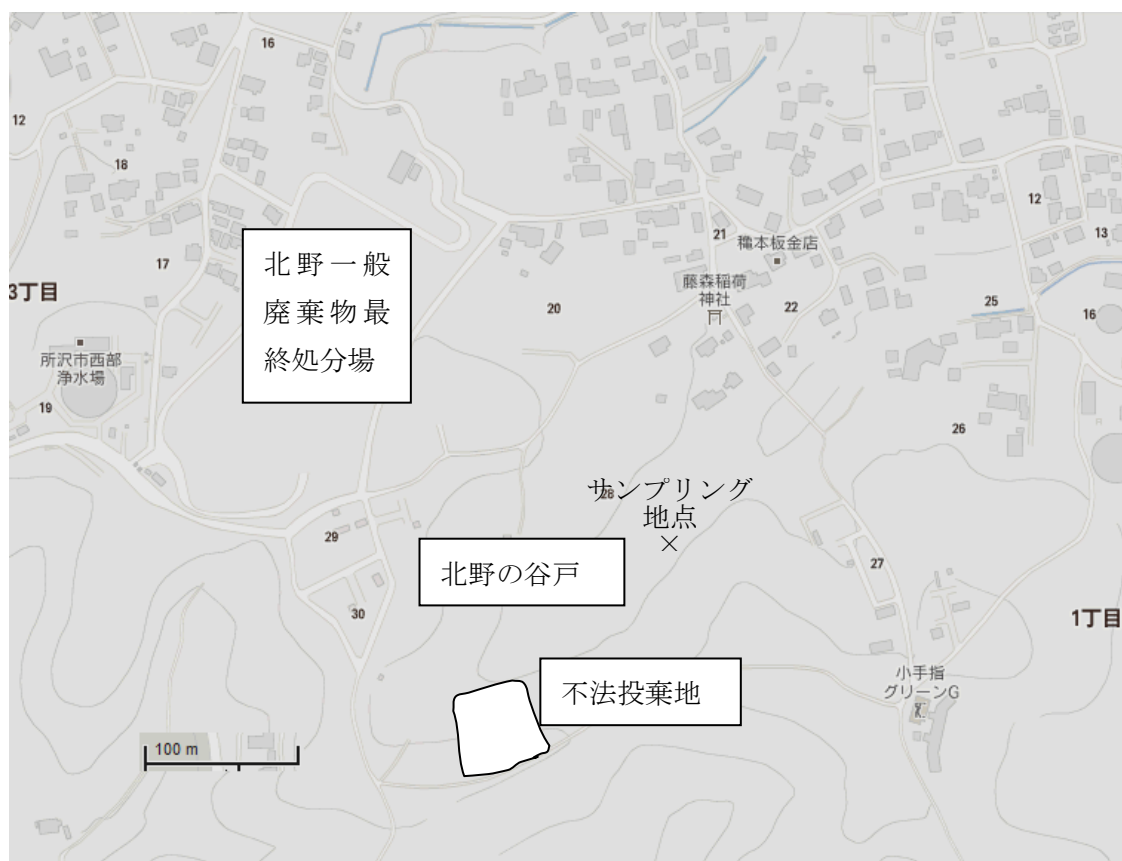 16
12
18
12
13
21
穐本板金店
北野一般
廃棄物最
終処分場
17
藤森稲荷
神社
3丁目
20
22
25
16
所沢市西部
浄水場
19
26
28
サンプリング
地点
×
29
北野の谷戸
27
30
1丁目
小手指
グリーンG
不法投棄地
100 m